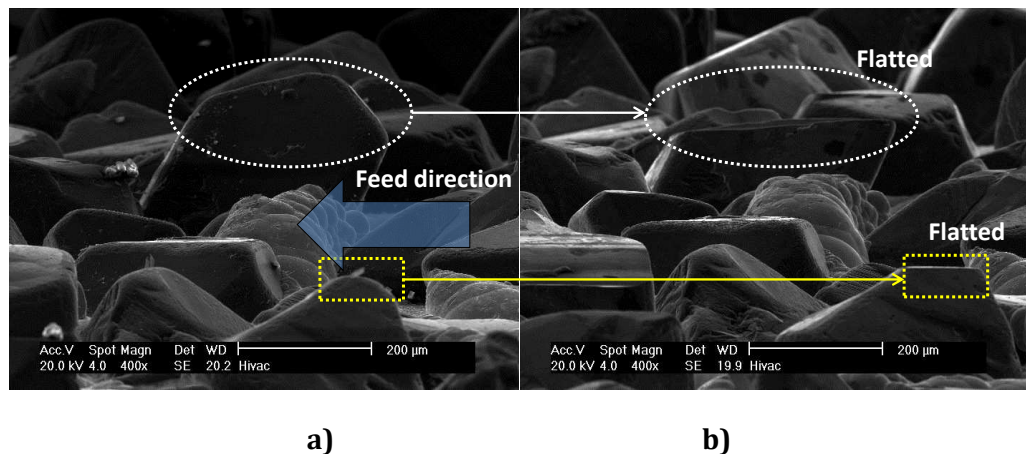 Flatted
Feed direction
Flatted
Acc.V Spot Magn Det WD 200 µm
20.0 kV 4.0 400x SE 20.2 Hivac
Acc.V Spot Magn Det WD 200 µm
20.0 kV 4.0 400x SE 19.9 Hivac
a) b)